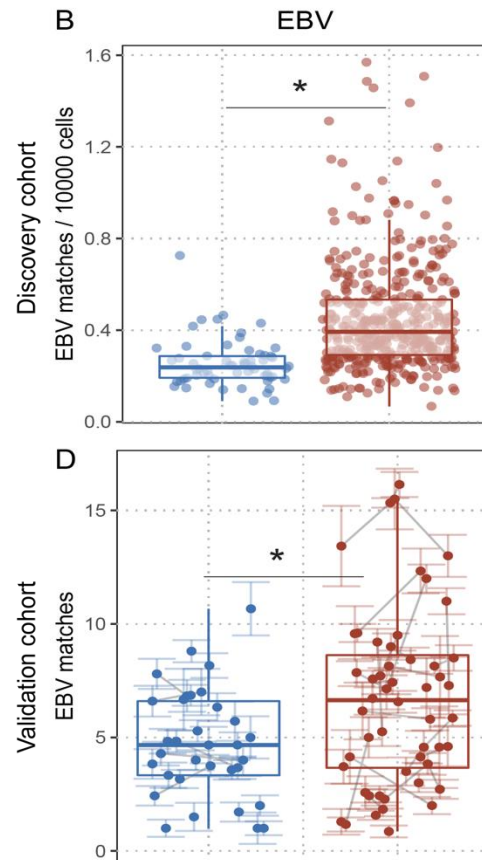 B
EBV
Discovery cohort
EBV matches / 10000 cells
1.6
1.2
0.8
0.4
0.0
*
D
Validation cohort
EBV matches
15
10
5
0
*